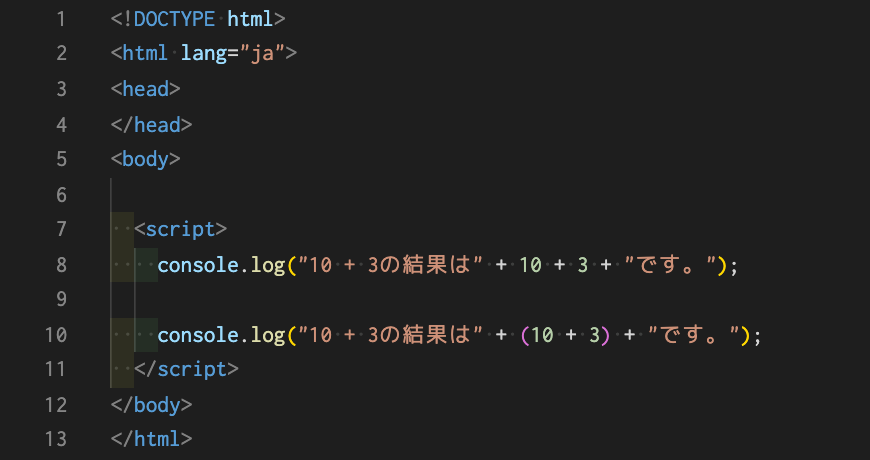 1 <!DOCTYPE html>
2 <html lang="ja">
3 <head>
4 </head>
5 <body>
6
7 <script>
8 console.log("10 + 3の結果は" + 10 + 3 + "です。");
9
10 console.log("10 + 3の結果は" + (10 + 3) + "です。");
11 </script>
12 </body>
13 </html>